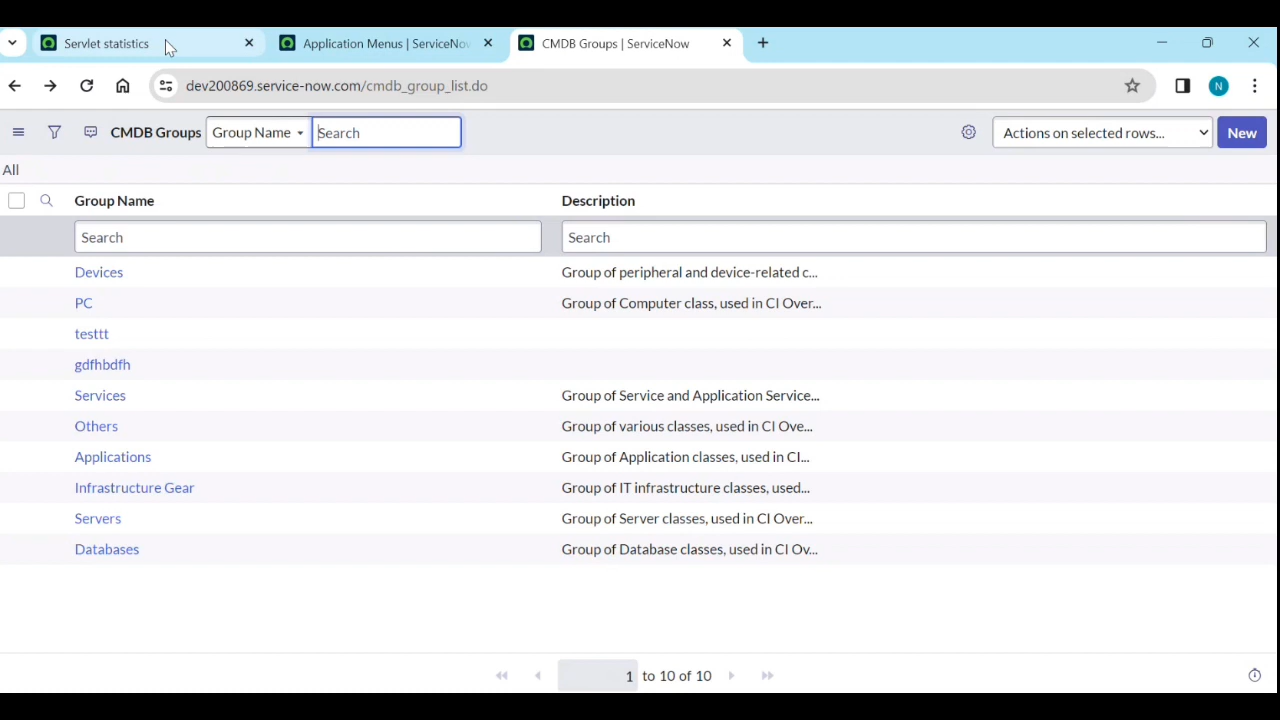 Servlet statistics
Application Menus | ServiceNo
CMDB Groups | ServiceNow
dev200869.service-now.com/cmdb_group_list.do
N
CMDB Groups Group Name Search Actions on selected rows... New
All
Group Name Description
Search Search
Devices Group of peripheral and device-related c...
PC Group of Computer class, used in CI Over...
testtt
gdfhbdfh
Services Group of Service and Application Service...
Others Group of various classes, used in CI Ove...
Applications Group of Application classes, used in CI...
Infrastructure Gear Group of IT infrastructure classes, used...
Servers Group of Server classes, used in CI Over...
Databases Group of Database classes, used in CI Ov...
1 to 10 of 10